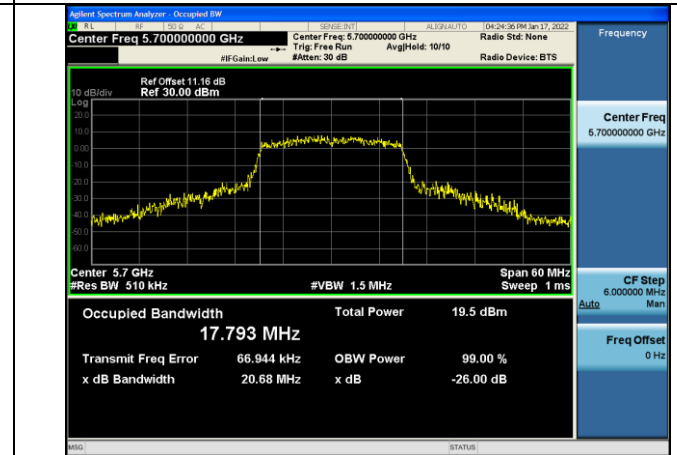 Agilent Spectrum Analyzer - Occupied BW
RL RF 50 Ω AC SENSE:INT ALIGNAUTO 04:24:36 PM Jan 17, 2022
Center Freq 5.700000000 GHz Center Freq: 5.700000000 GHz Radio Std: None
Trig: Free Run Avg|Hold: 10/10
#IFGain:Low #Atten: 30 dB Radio Device: BTS
Ref Offset 11.16 dB
10 dB/div Ref 30.00 dBm
Log
20.0
10.0
0.00
-10.0
-20.0
-30.0
-40.0
-50.0
-60.0
Center 5.7 GHz Span 60 MHz
#Res BW 510 kHz #VBW 1.5 MHz Sweep 1 ms
Occupied Bandwidth Total Power 19.5 dBm
17.793 MHz
Transmit Freq Error 66.944 kHz OBW Power 99.00 %
x dB Bandwidth 20.68 MHz x dB -26.00 dB
MSG STATUS
Frequency
Center Freq
5.700000000 GHz
CF Step
6.000000 MHz
Auto Man
Freq Offset
0 Hz